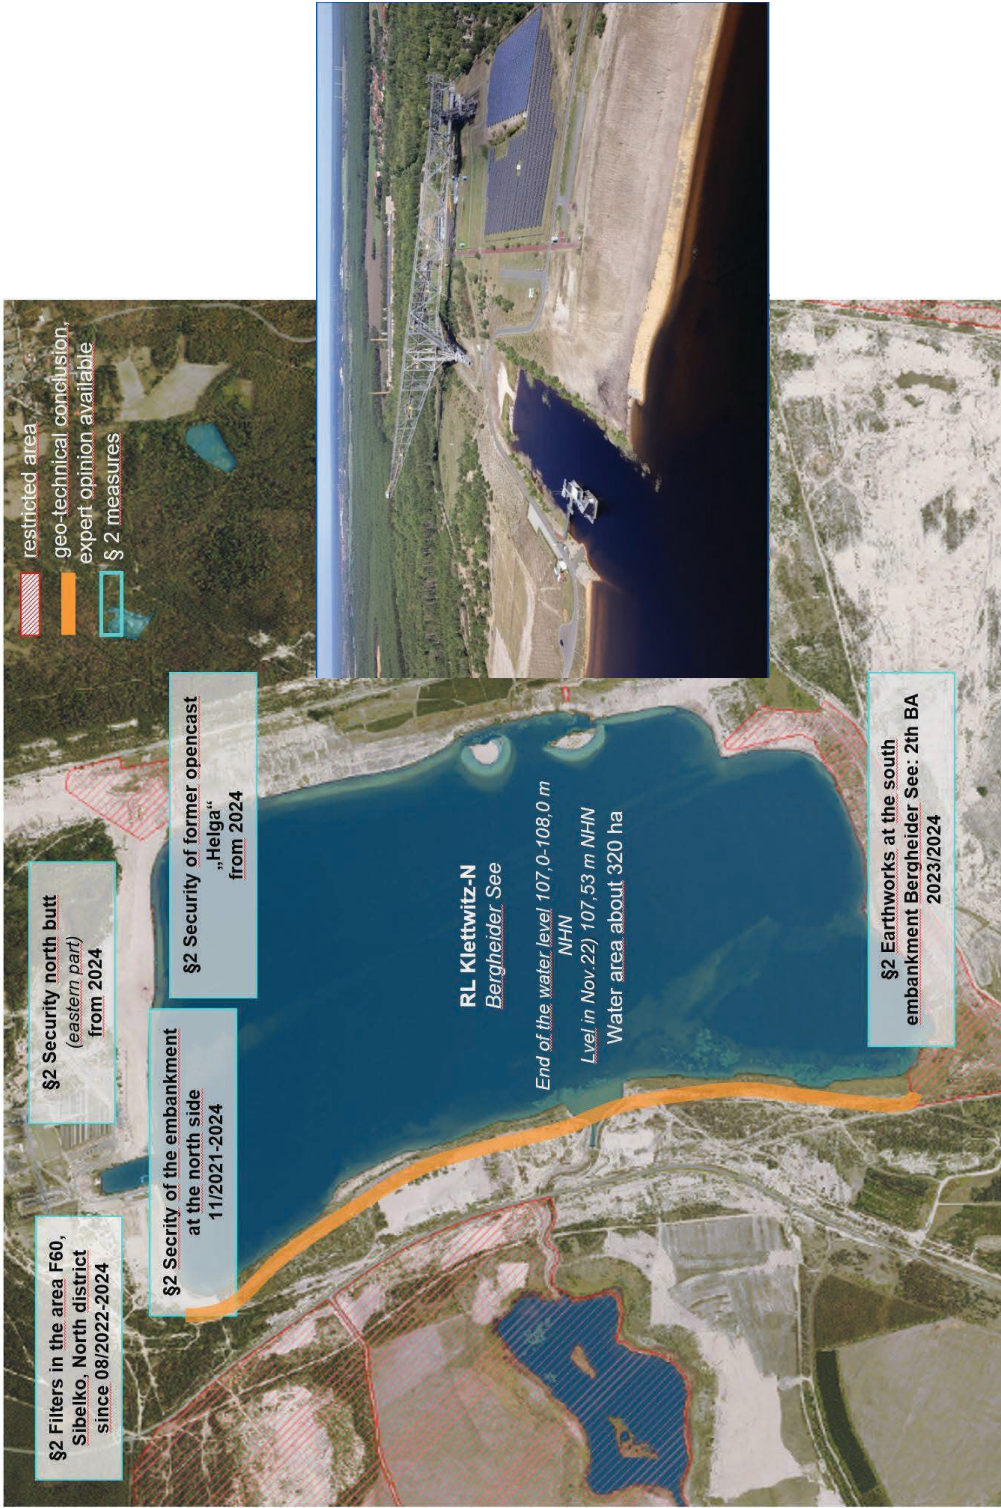 restricted area
geo-technical conclusion,
expert opinion available
§ 2 measures
§2 Filters in the area F60,
Sibelko, North district
since 08/2022-2024
§2 Security north butt
(eastern part)
from 2024
§2 Secrity of the embankment
at the north side
11/2021-2024
§2 Security of former opencast
„Helga“
from 2024
RL Klettwitz-N
Bergheider See
End of the water level 107,0-108,0 m
NHN
Lvel in Nov.22) 107,53 m NHN
Water area about 320 ha
§2 Earthworks at the south
embankment Bergheider See: 2th BA
2023/2024